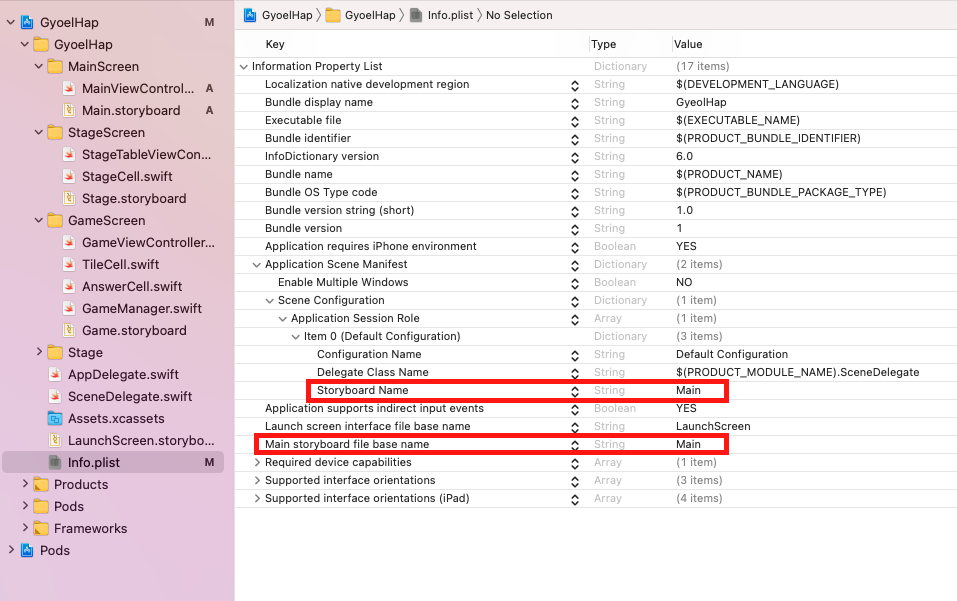 GyoelHap M
GyoelHap
MainScreen
MainViewControl... A
Main.storyboard A
StageScreen
StageTableViewCon...
StageCell.swift
Stage.storyboard
GameScreen
GameViewController...
TileCell.swift
AnswerCell.swift
GameManager.swift
Game.storyboard
Stage
AppDelegate.swift
SceneDelegate.swift
Assets.xcassets
LaunchScreen.storybo...
Info.plist M
Products
Pods
Frameworks
Pods
GyoelHap GyoelHap Info.plist No Selection
Key Type Value
Information Property List Dictionary (17 items)
Localization native development region String $(DEVELOPMENT_LANGUAGE)
Bundle display name String GyoelHap
Executable file String $(EXECUTABLE_NAME)
Bundle identifier String $(PRODUCT_BUNDLE_IDENTIFIER)
InfoDictionary version String 6.0
Bundle name String $(PRODUCT_NAME)
Bundle OS Type code String $(PRODUCT_BUNDLE_PACKAGE_TYPE)
Bundle version string (short) String 1.0
Bundle version String 1
Application requires iPhone environment Boolean YES
Application Scene Manifest Dictionary (2 items)
Enable Multiple Windows Boolean NO
Scene Configuration Dictionary (1 item)
Application Session Role Array (1 item)
Item 0 (Default Configuration) Dictionary (3 items)
Configuration Name String Default Configuration
Delegate Class Name String $(PRODUCT_MODULE_NAME).SceneDelegate
Storyboard Name String Main
Application supports indirect input events Boolean YES
Launch screen interface file base name String LaunchScreen
Main storyboard file base name String Main
Required device capabilities Array (1 item)
Supported interface orientations Array (3 items)
Supported interface orientations (iPad) Array (4 items)